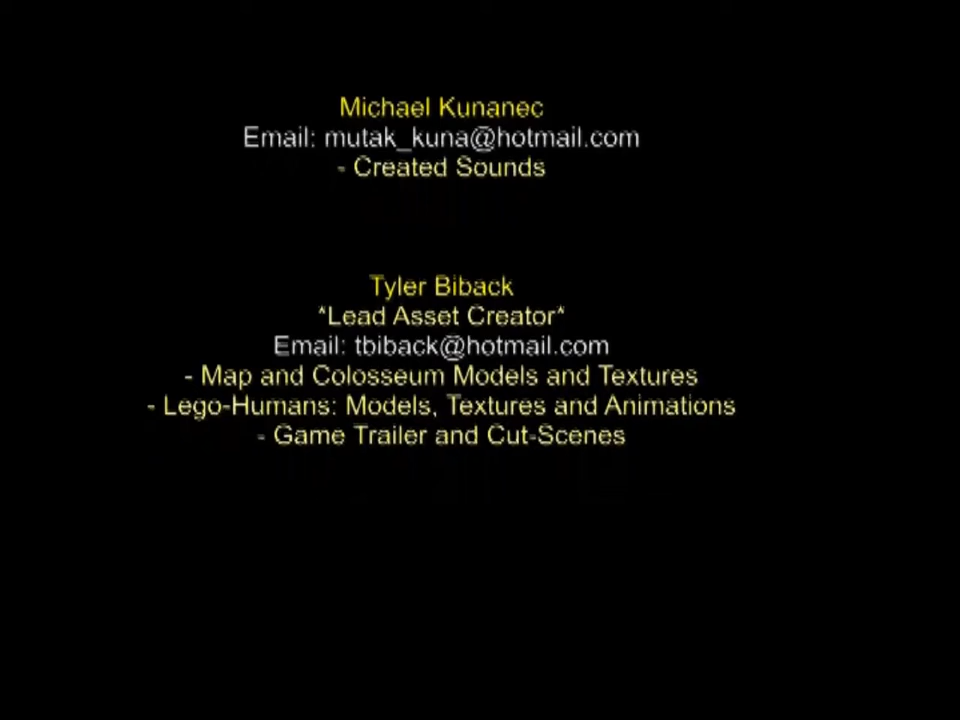 Michael Kunanec
Email: mutak_kuna@hotmail.com
- Created Sounds
Tyler Biback
*Lead Asset Creator*
Email: tbiback@hotmail.com
- Map and Colosseum Models and Textures
- Lego-Humans: Models, Textures and Animations
- Game Trailer and Cut-Scenes